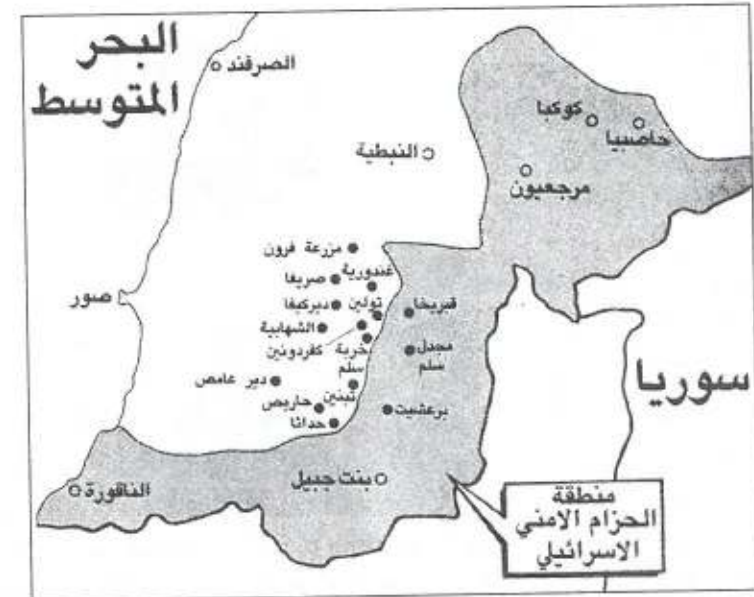 البحر
المتوسط
الصرفند
كوكبا
حاصبيا
النبطية
مرجعيون
مزرعة فرون
غندورية
صريفا
صور
ديركيفا
تولين
قبريخا
الشهابية
كفردونين
خربة
سلم
مجدل
سلم
سوريا
دير عامص
تبنين
حاريص
برعشيت
حداثا
بنت جبيل
الناقورة
منطقة
الحزام الامني
الاسرائيلي